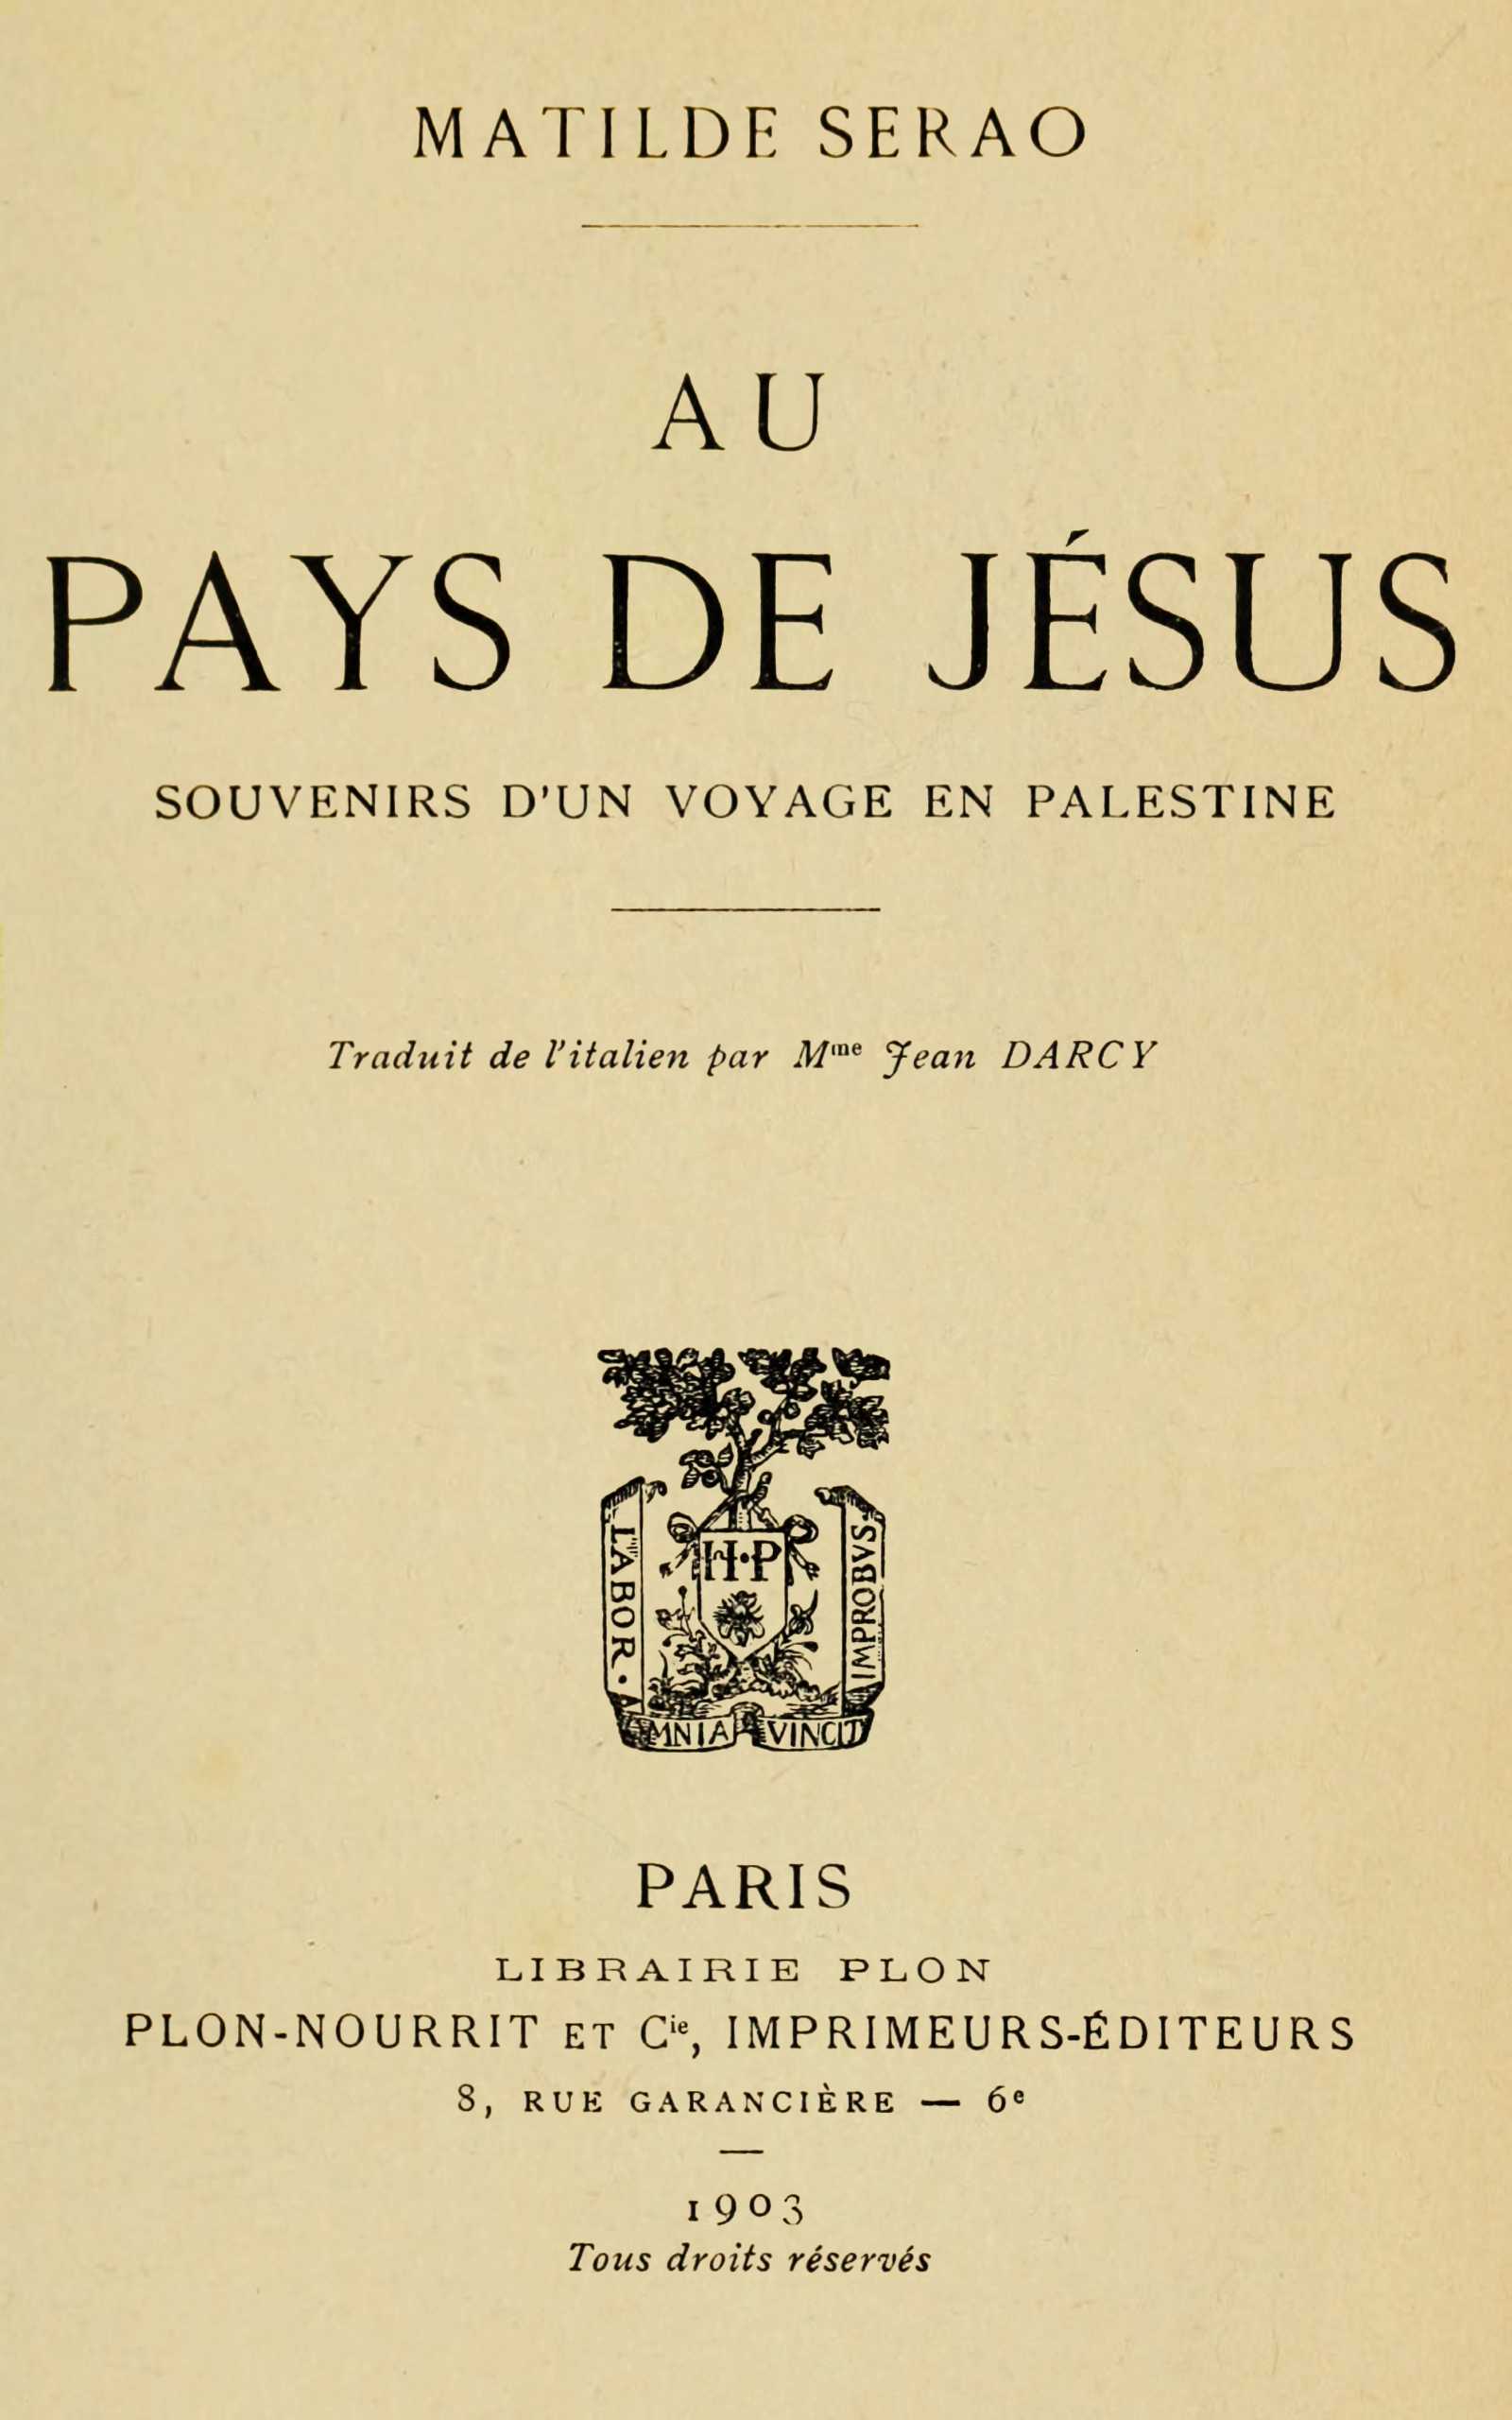 MATILDE SERAO
AU
PAYS DE JÉSUS
SOUVENIRS D'UN VOYAGE EN PALESTINE
Traduit de l'italien par Mme Jean DARCY
H·P
LABOR.
OMNIA VINCIT
IMPROBVS
PARIS
LIBRAIRIE PLON
PLON-NOURRIT ET Cie, IMPRIMEURS-ÉDITEURS
8, RUE GARANCIÈRE — 6e
1903
Tous droits réservés